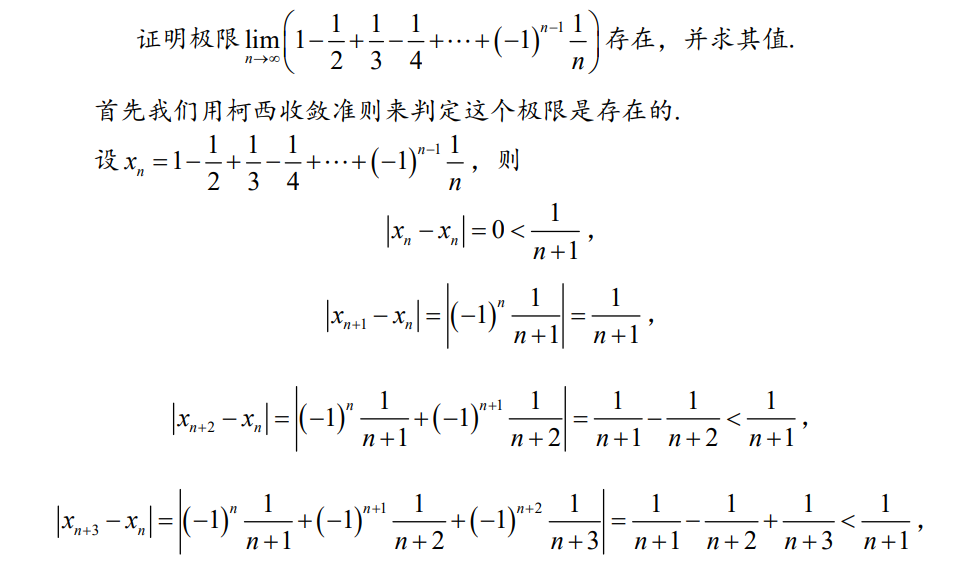 证明极限 $\lim_{n \to \infty}\left(1-\frac{1}{2}+\frac{1}{3}-\frac{1}{4}+\cdots+(-1)^{n-1}\frac{1}{n}\right)$ 存在，并求其值.
首先我们用柯西收敛准则来判定这个极限是存在的.
设 $x_n=1-\frac{1}{2}+\frac{1}{3}-\frac{1}{4}+\cdots+(-1)^{n-1}\frac{1}{n}$，则
$|x_n-x_n|=0<\frac{1}{n+1}$，
$|x_{n+1}-x_n|=\left|(-1)^n\frac{1}{n+1}\right|=\frac{1}{n+1}$，
$|x_{n+2}-x_n|=\left|(-1)^n\frac{1}{n+1}+(-1)^{n+1}\frac{1}{n+2}\right|=\frac{1}{n+1}-\frac{1}{n+2}<\frac{1}{n+1}$，
$|x_{n+3}-x_n|=\left|(-1)^n\frac{1}{n+1}+(-1)^{n+1}\frac{1}{n+2}+(-1)^{n+2}\frac{1}{n+3}\right|=\frac{1}{n+1}-\frac{1}{n+2}+\frac{1}{n+3}<\frac{1}{n+1}$，